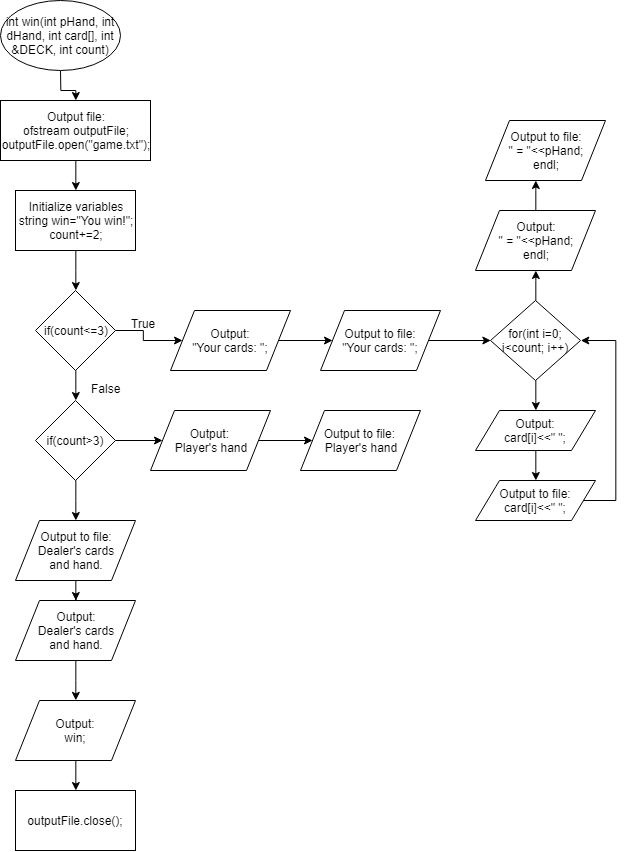 int win(int pHand, int
dHand, int card[], int
&DECK, int count)
Output file:
ofstream outputFile;
outputFile.open("game.txt");
Initialize variables
string win="You win!";
count+=2;
if(count<=3)
True
Output:
"Your cards: ";
Output to file:
"Your cards: ";
for(int i=0;
i<count; i++)
Output:
" = "<<pHand;
endl;
Output to file:
" = "<<pHand;
endl;
Output:
card[i]<<" ";
Output to file:
card[i]<<" ";
False
if(count>3)
Output:
Player's hand
Output to file:
Player's hand
Output to file:
Dealer's cards
and hand.
Output:
Dealer's cards
and hand.
Output:
win;
outputFile.close();